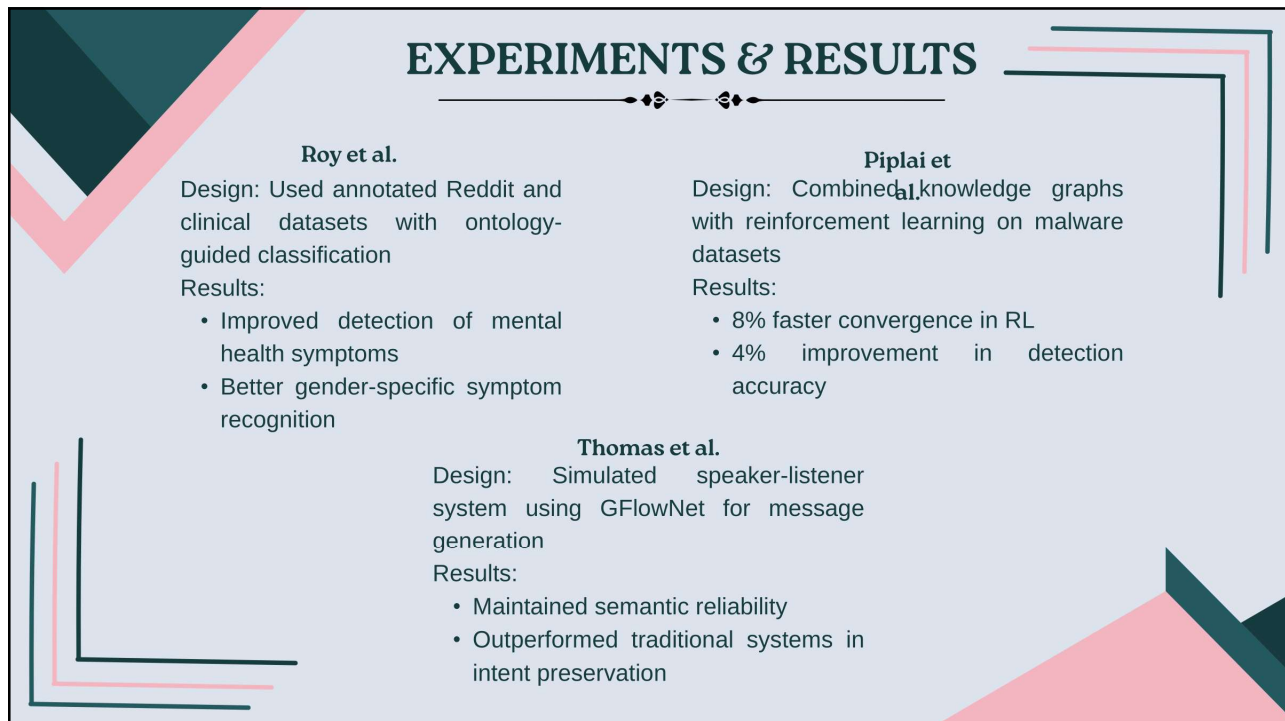 EXPERIMENTS & RESULTS
Roy et al.
Design: Used annotated Reddit and
clinical datasets with ontology-
guided classification
Results:
• Improved detection of mental
health symptoms
• Better gender-specific symptom
recognition
Piplai et
al.
Design: Combined knowledge graphs
with reinforcement learning on malware
datasets
Results:
• 8% faster convergence in RL
• 4% improvement in detection
accuracy
Thomas et al.
Design: Simulated speaker-listener
system using GFlowNet for message
generation
Results:
• Maintained semantic reliability
• Outperformed traditional systems in
intent preservation